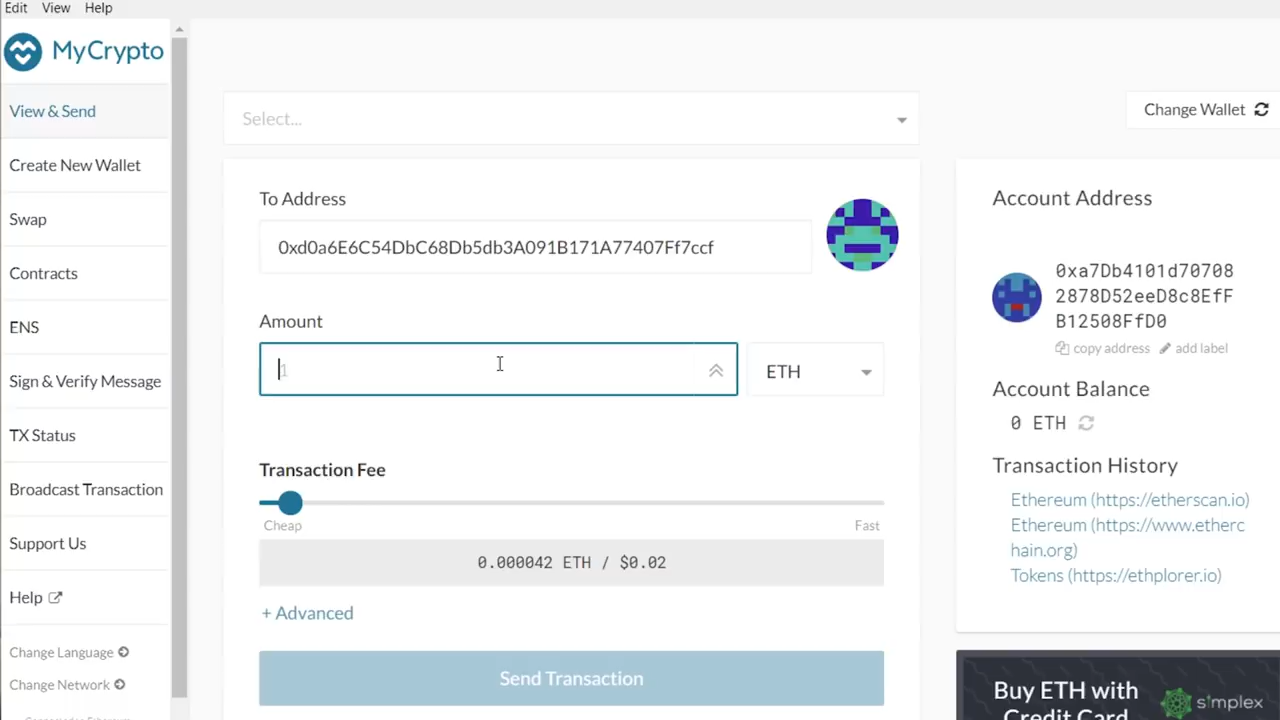 Edit View Help
MyCrypto
View & Send
Create New Wallet
Swap
Contracts
ENS
Sign & Verify Message
TX Status
Broadcast Transaction
Support Us
Help
Change Language
Change Network
Select...
Change Wallet
To Address
0xd0a6E6C54DbC68Db5db3A091B171A77407Ff7ccf
Amount
1
ETH
Transaction Fee
Cheap
Fast
0.000042 ETH / $0.02
+ Advanced
Send Transaction
Account Address
0xa7Db4101d70708
2878D52eeD8c8EfF
B12508FfD0
copy address add label
Account Balance
0 ETH
Transaction History
Ethereum (https://etherscan.io)
Ethereum (https://www.etherc
hain.org)
Tokens (https://ethplorer.io)
Buy ETH with
Credit Card
simplex